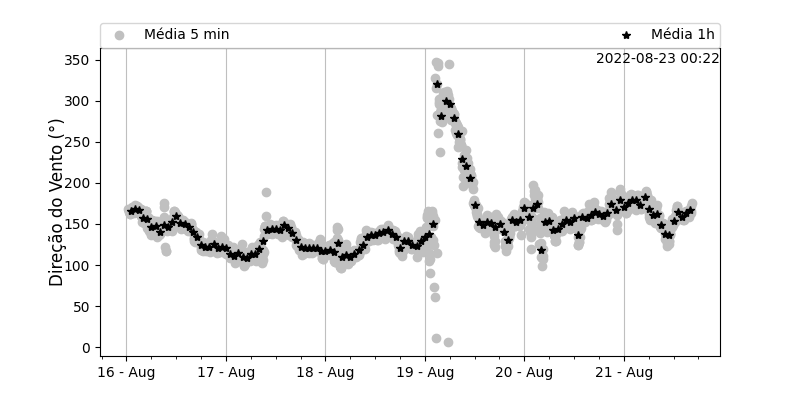 Média 5 min
Média 1h
2022-08-23 00:22
Direção do Vento (°)
350
300
250
200
150
100
50
0
16 - Aug
17 - Aug
18 - Aug
19 - Aug
20 - Aug
21 - Aug